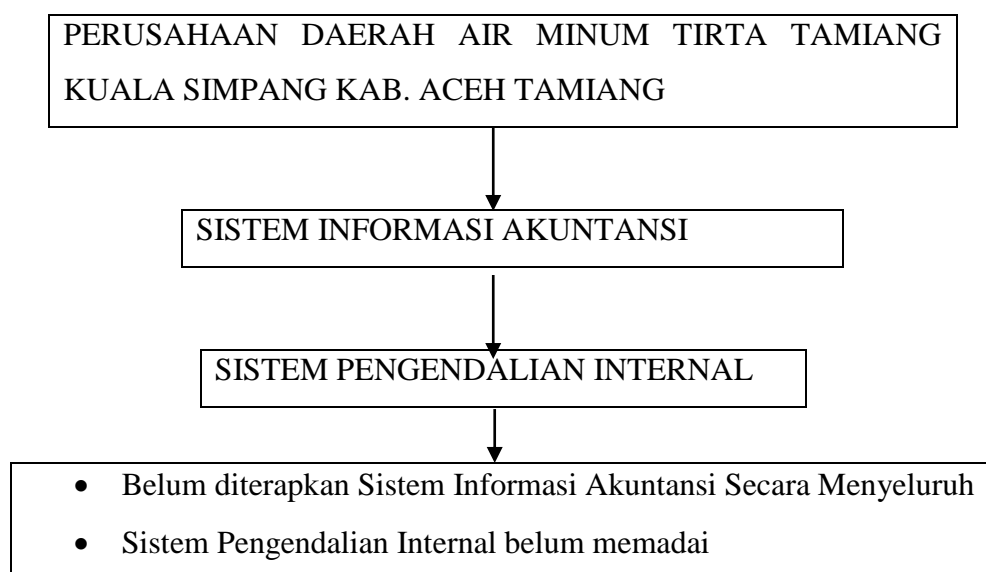 PERUSAHAAN DAERAH AIR MINUM TIRTA TAMIANG
KUALA SIMPANG KAB. ACEH TAMIANG
SISTEM INFORMASI AKUNTANSI
SISTEM PENGENDALIAN INTERNAL
• Belum diterapkan Sistem Informasi Akuntansi Secara Menyeluruh
• Sistem Pengendalian Internal belum memadai